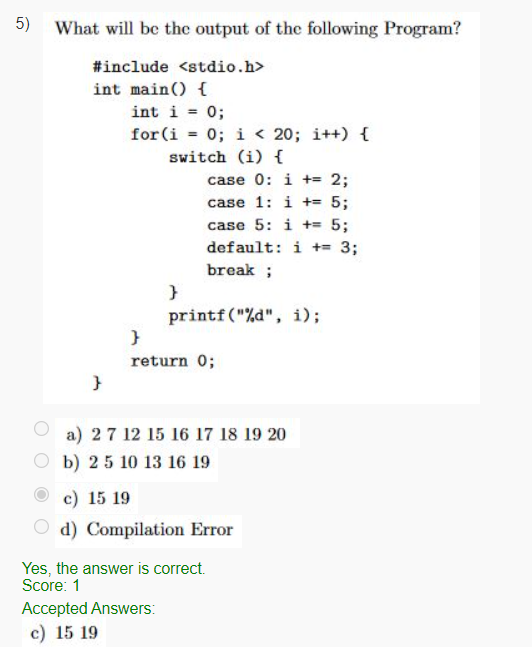 5) What will be the output of the following Program?
#include <stdio.h>
int main() {
int i = 0;
for(i = 0; i < 20; i++) {
switch (i) {
case 0: i += 2;
case 1: i += 5;
case 5: i += 5;
default: i += 3;
break ;
}
printf("%d", i);
}
return 0;
}
a) 2 7 12 15 16 17 18 19 20
b) 2 5 10 13 16 19
c) 15 19
d) Compilation Error
Yes, the answer is correct.
Score: 1
Accepted Answers:
c) 15 19